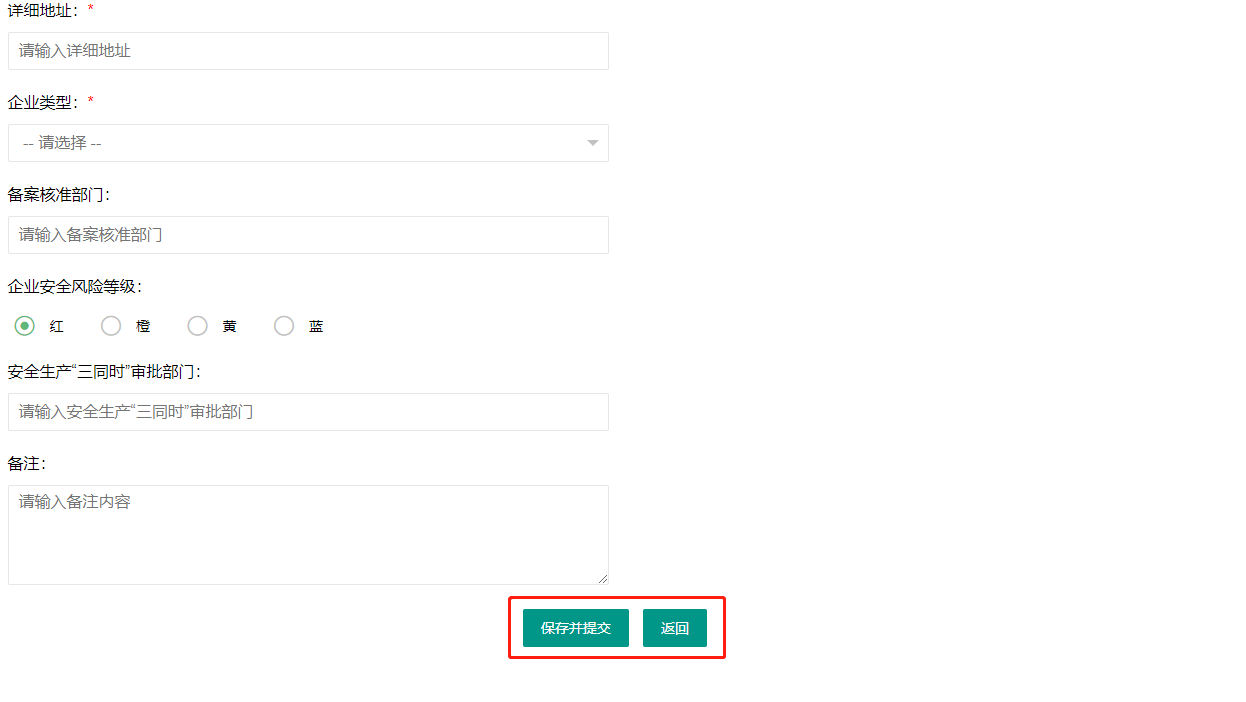 详细地址：*
请输入详细地址
企业类型：*
-- 请选择 --
备案核准部门：
请输入备案核准部门
企业安全风险等级：
红 橙 黄 蓝
安全生产“三同时”审批部门：
请输入安全生产“三同时”审批部门
备注：
请输入备注内容
保存并提交 返回